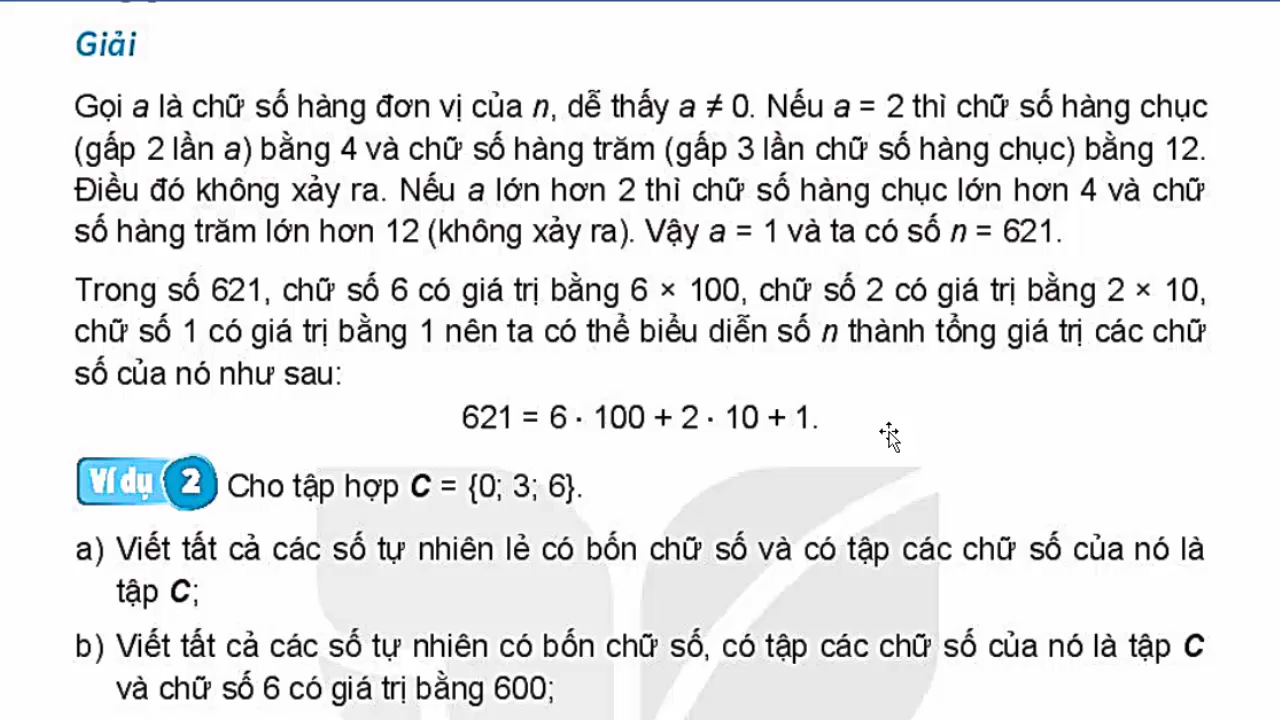 Giải
Gọi a là chữ số hàng đơn vị của n, dễ thấy a ≠ 0. Nếu a = 2 thì chữ số hàng chục
(gấp 2 lần a) bằng 4 và chữ số hàng trăm (gấp 3 lần chữ số hàng chục) bằng 12.
Điều đó không xảy ra. Nếu a lớn hơn 2 thì chữ số hàng chục lớn hơn 4 và chữ
số hàng trăm lớn hơn 12 (không xảy ra). Vậy a = 1 và ta có số n = 621.
Trong số 621, chữ số 6 có giá trị bằng 6 × 100, chữ số 2 có giá trị bằng 2 × 10,
chữ số 1 có giá trị bằng 1 nên ta có thể biểu diễn số n thành tổng giá trị các chữ
số của nó như sau:
621 = 6 · 100 + 2 · 10 + 1.
Ví dụ 2 Cho tập hợp C = {0; 3; 6}.
a) Viết tất cả các số tự nhiên lẻ có bốn chữ số và có tập các chữ số của nó là
tập C;
b) Viết tất cả các số tự nhiên có bốn chữ số, có tập các chữ số của nó là tập C
và chữ số 6 có giá trị bằng 600;